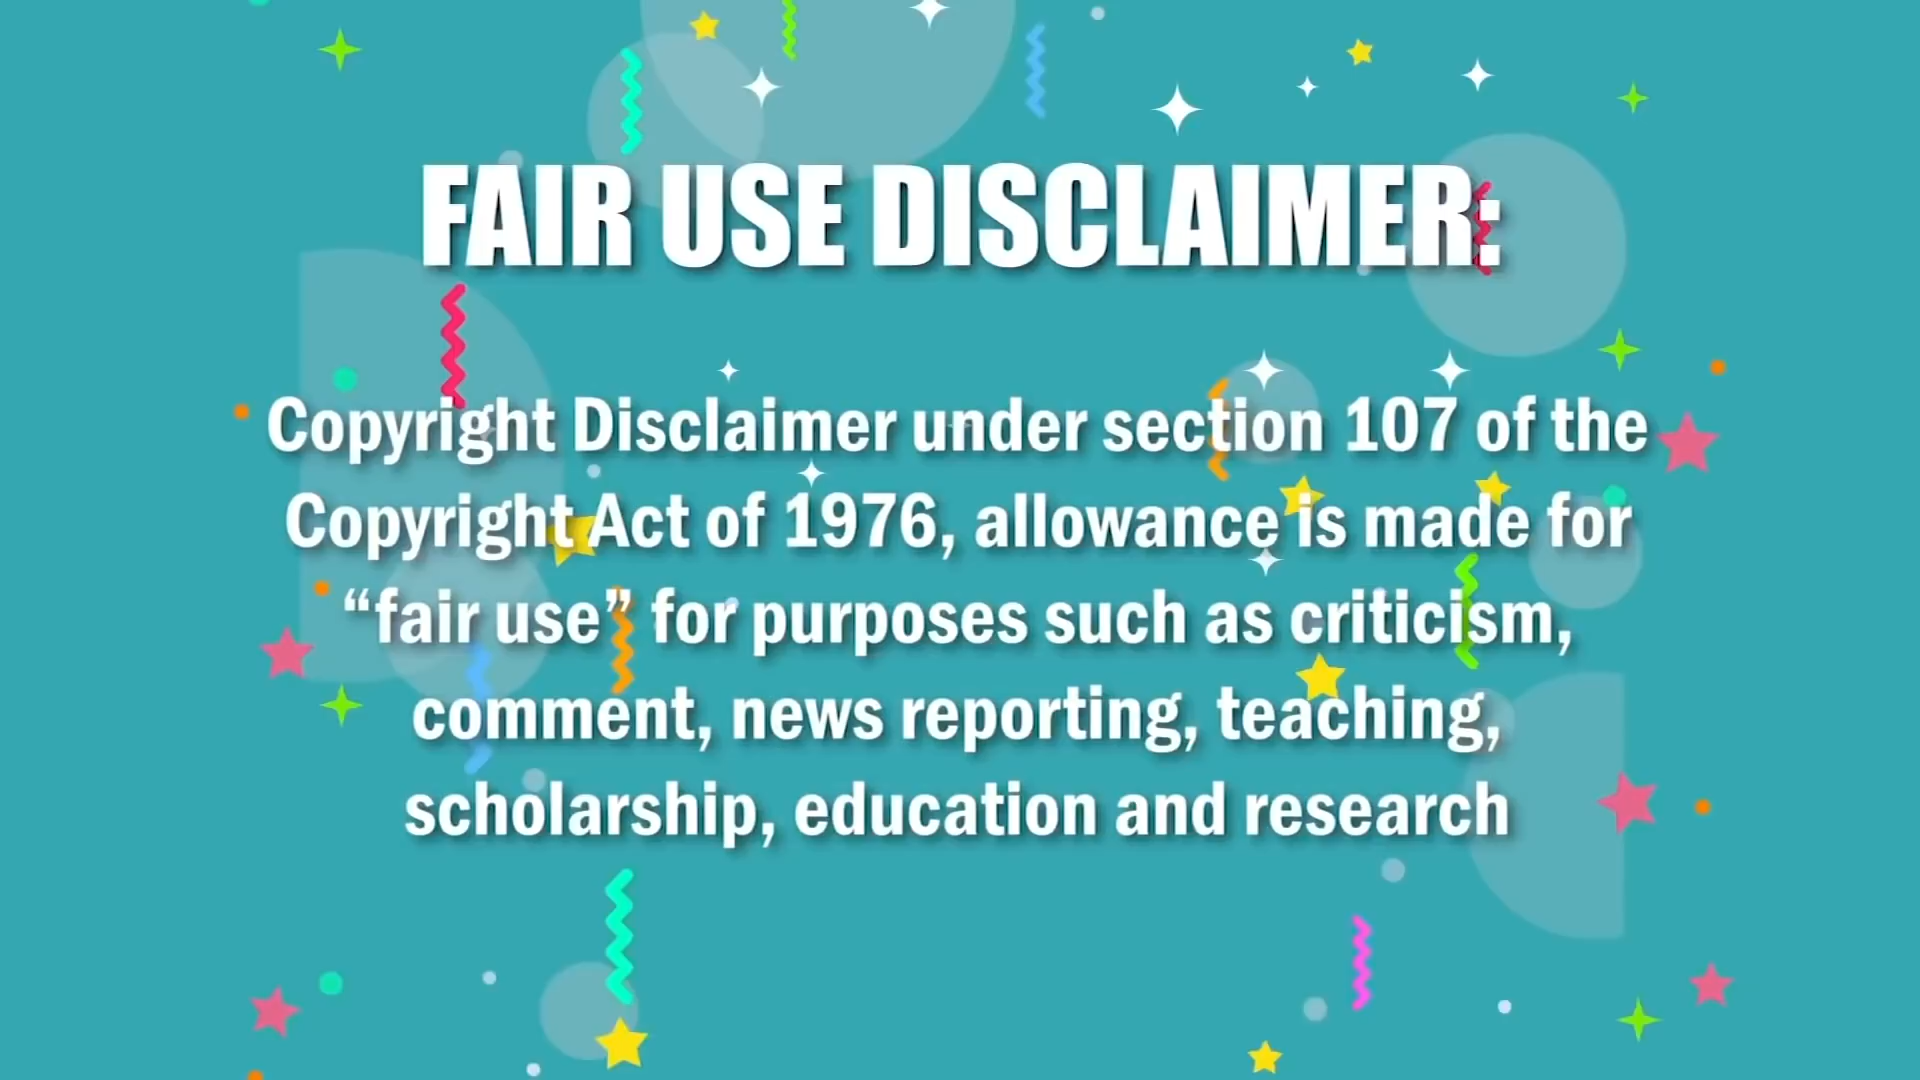 FAIR USE DISCLAIMER:
Copyright Disclaimer under section 107 of the
Copyright Act of 1976, allowance is made for
“fair use” for purposes such as criticism,
comment, news reporting, teaching,
scholarship, education and research